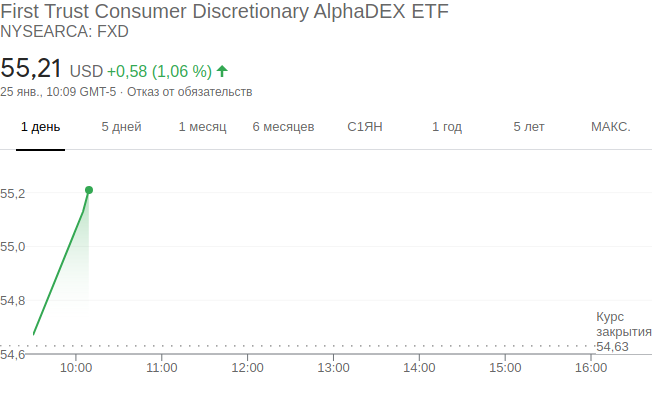 First Trust Consumer Discretionary AlphaDEX ETF
NYSEARCA: FXD
55,21 USD +0,58 (1,06 %)
25 янв., 10:09 GMT-5 · Отказ от обязательств
1 день 5 дней 1 месяц 6 месяцев С1ЯН 1 год 5 лет МАКС.
55,2
55,0
54,8
Курс
закрытия
54,63
54,6
10:00 11:00 12:00 13:00 14:00 15:00 16:00